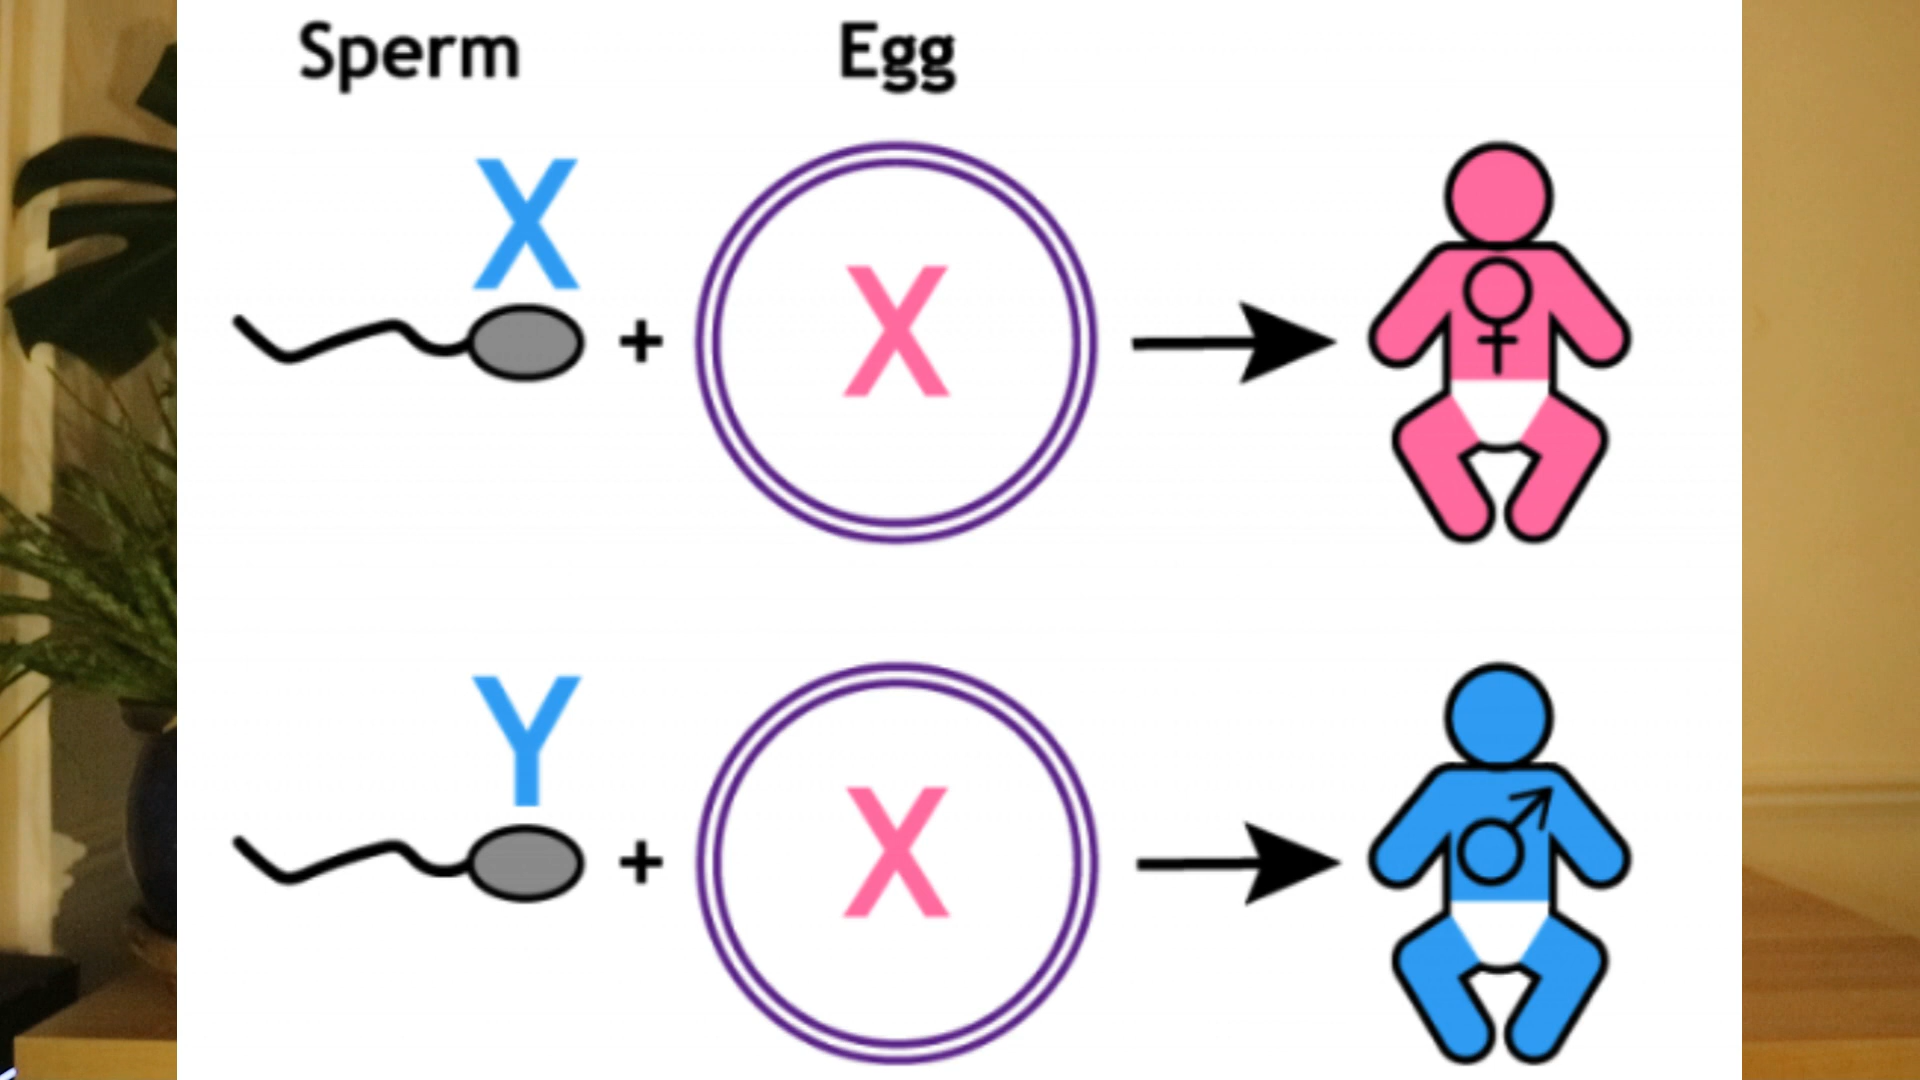 Sperm Egg
X
+ X
Y
+ X